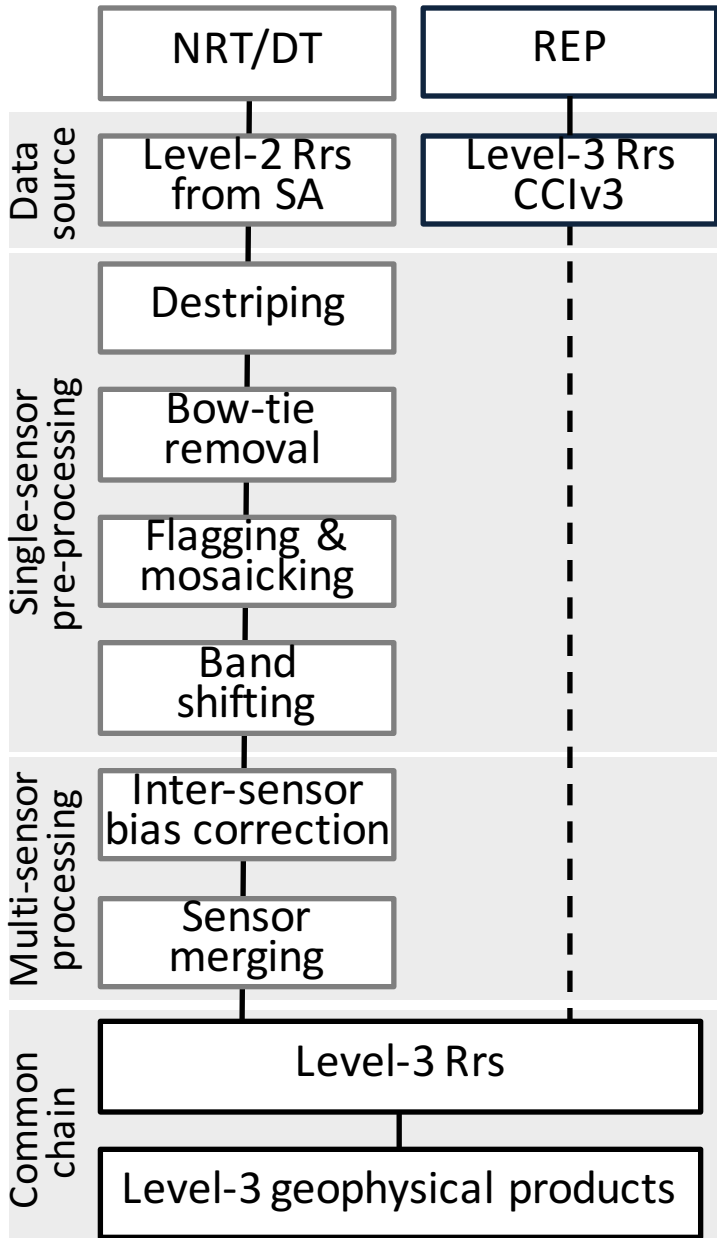 NRT/DT
REP
Data
source
Level-2 Rrs
from SA
Level-3 Rrs
CCIv3
Single-sensor
pre-processing
Destriping
Bow-tie
removal
Flagging &
mosaicking
Band
shifting
Multi-sensor
processing
Inter-sensor
bias correction
Sensor
merging
Common
chain
Level-3 Rrs
Level-3 geophysical products